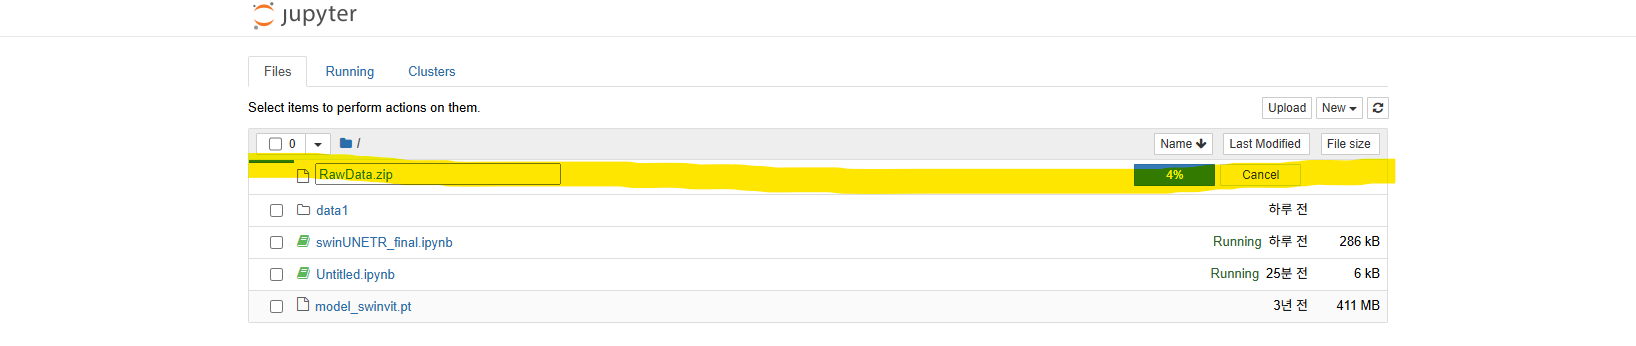 jupyter
Files Running Clusters
Select items to perform actions on them. Upload New
0 / Name Last Modified File size
RawData.zip 4% Cancel
data1 하루 전
swinUNETR_final.ipynb Running 하루 전 286 kB
Untitled.ipynb Running 25분 전 6 kB
model_swinvit.pt 3년 전 411 MB